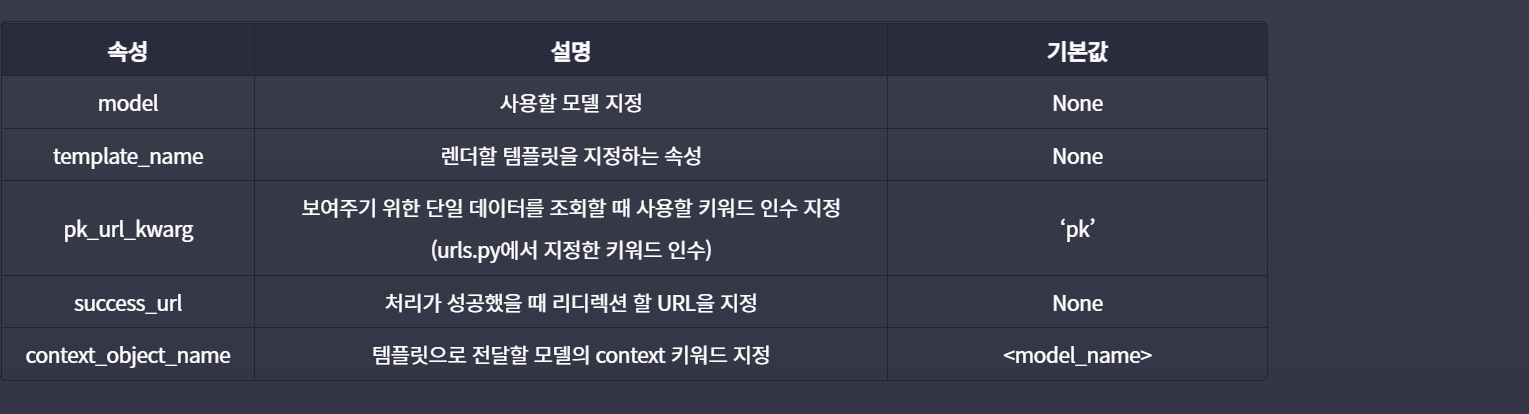 속성 설명 기본값
model 사용할 모델 지정 None
template_name 렌더할 템플릿을 지정하는 속성 None
pk_url_kwarg 보여주기 위한 단일 데이터를 조회할 때 사용할 키워드 인수 지정 ‘pk’
(urls.py에서 지정한 키워드 인수)
success_url 처리가 성공했을 때 리디렉션 할 URL을 지정 None
context_object_name 템플릿으로 전달할 모델의 context 키워드 지정 <model_name>